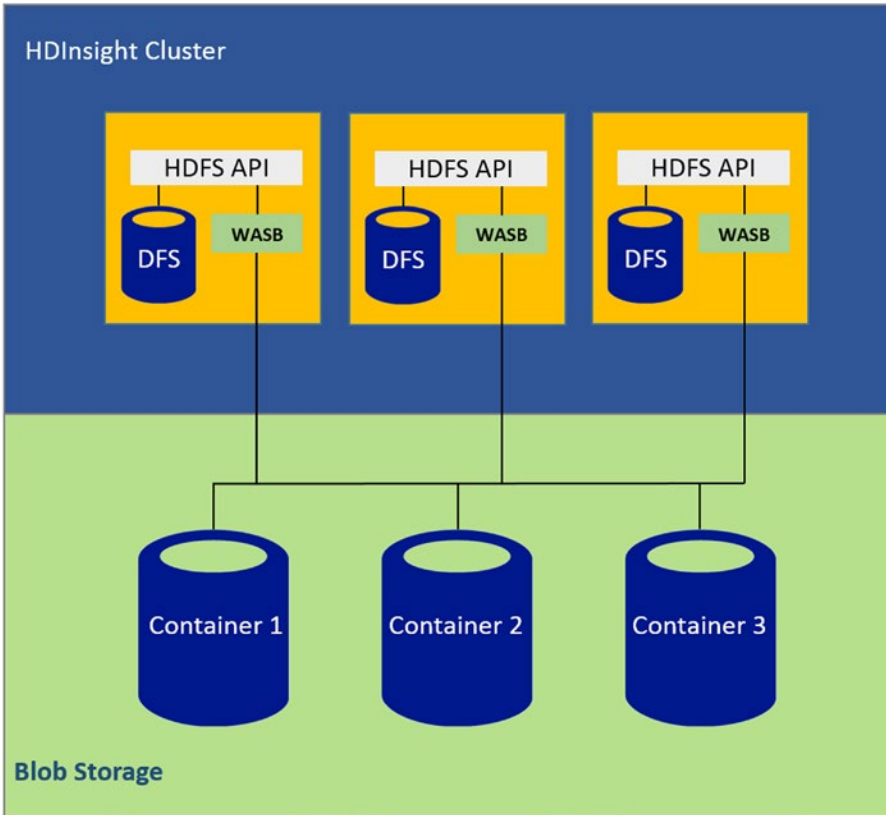 HDInsight Cluster
HDFS API
HDFS API
HDFS API
WASB
WASB
WASB
DFS
DFS
DFS
Container 1
Container 2
Container 3
Blob Storage